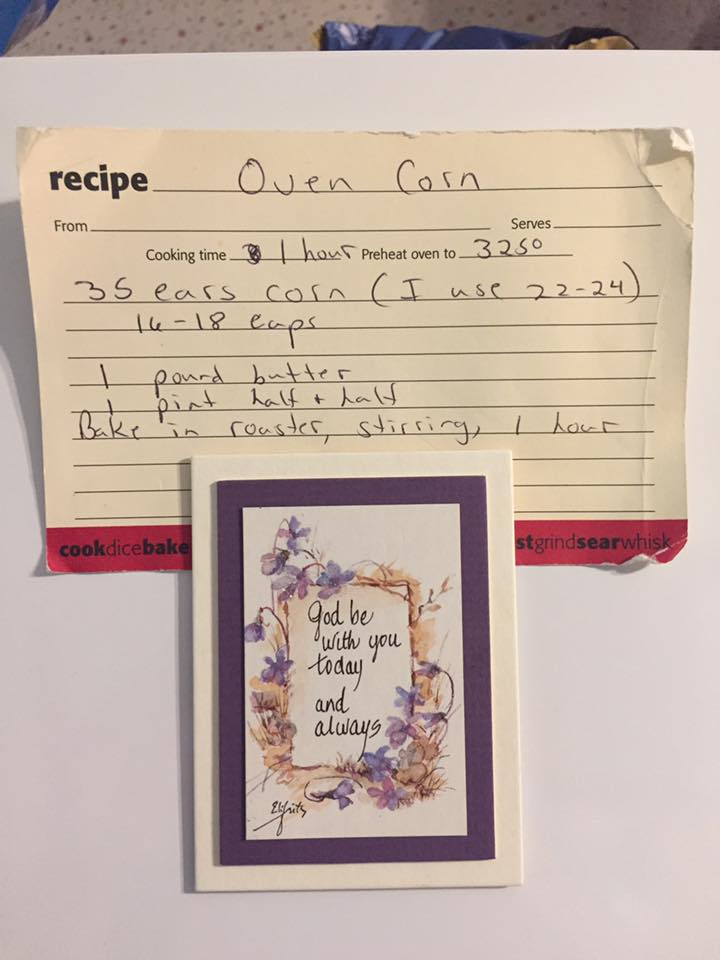 recipe Oven Corn
From Serves
Cooking time 1 hour Preheat oven to 325°
35 ears corn (I use 22-24)
16-18 cups
1 pound butter
1 pint half + half
Bake in roaster, stirring, 1 hour
cookdicebake stgrindsearwhisk
God be
with you
today
and
always